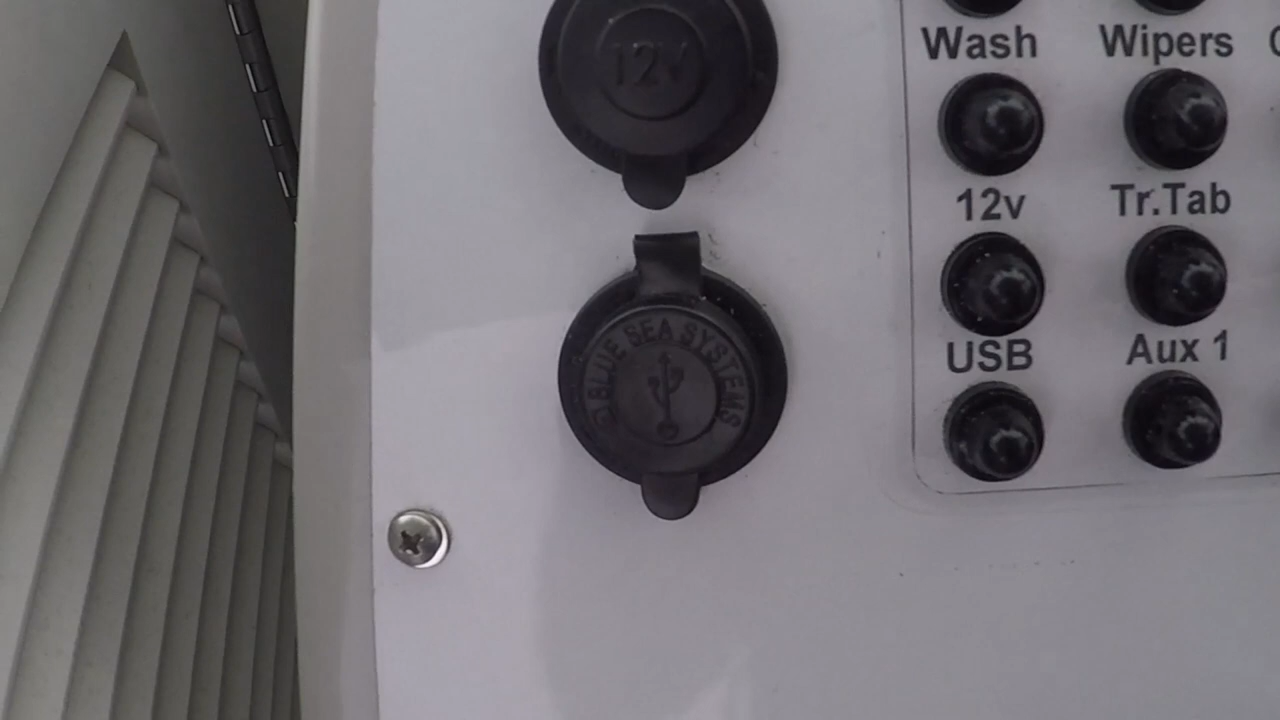 12V
BLUE SEA SYSTEMS
Wash Wipers
12v Tr.Tab
USB Aux 1